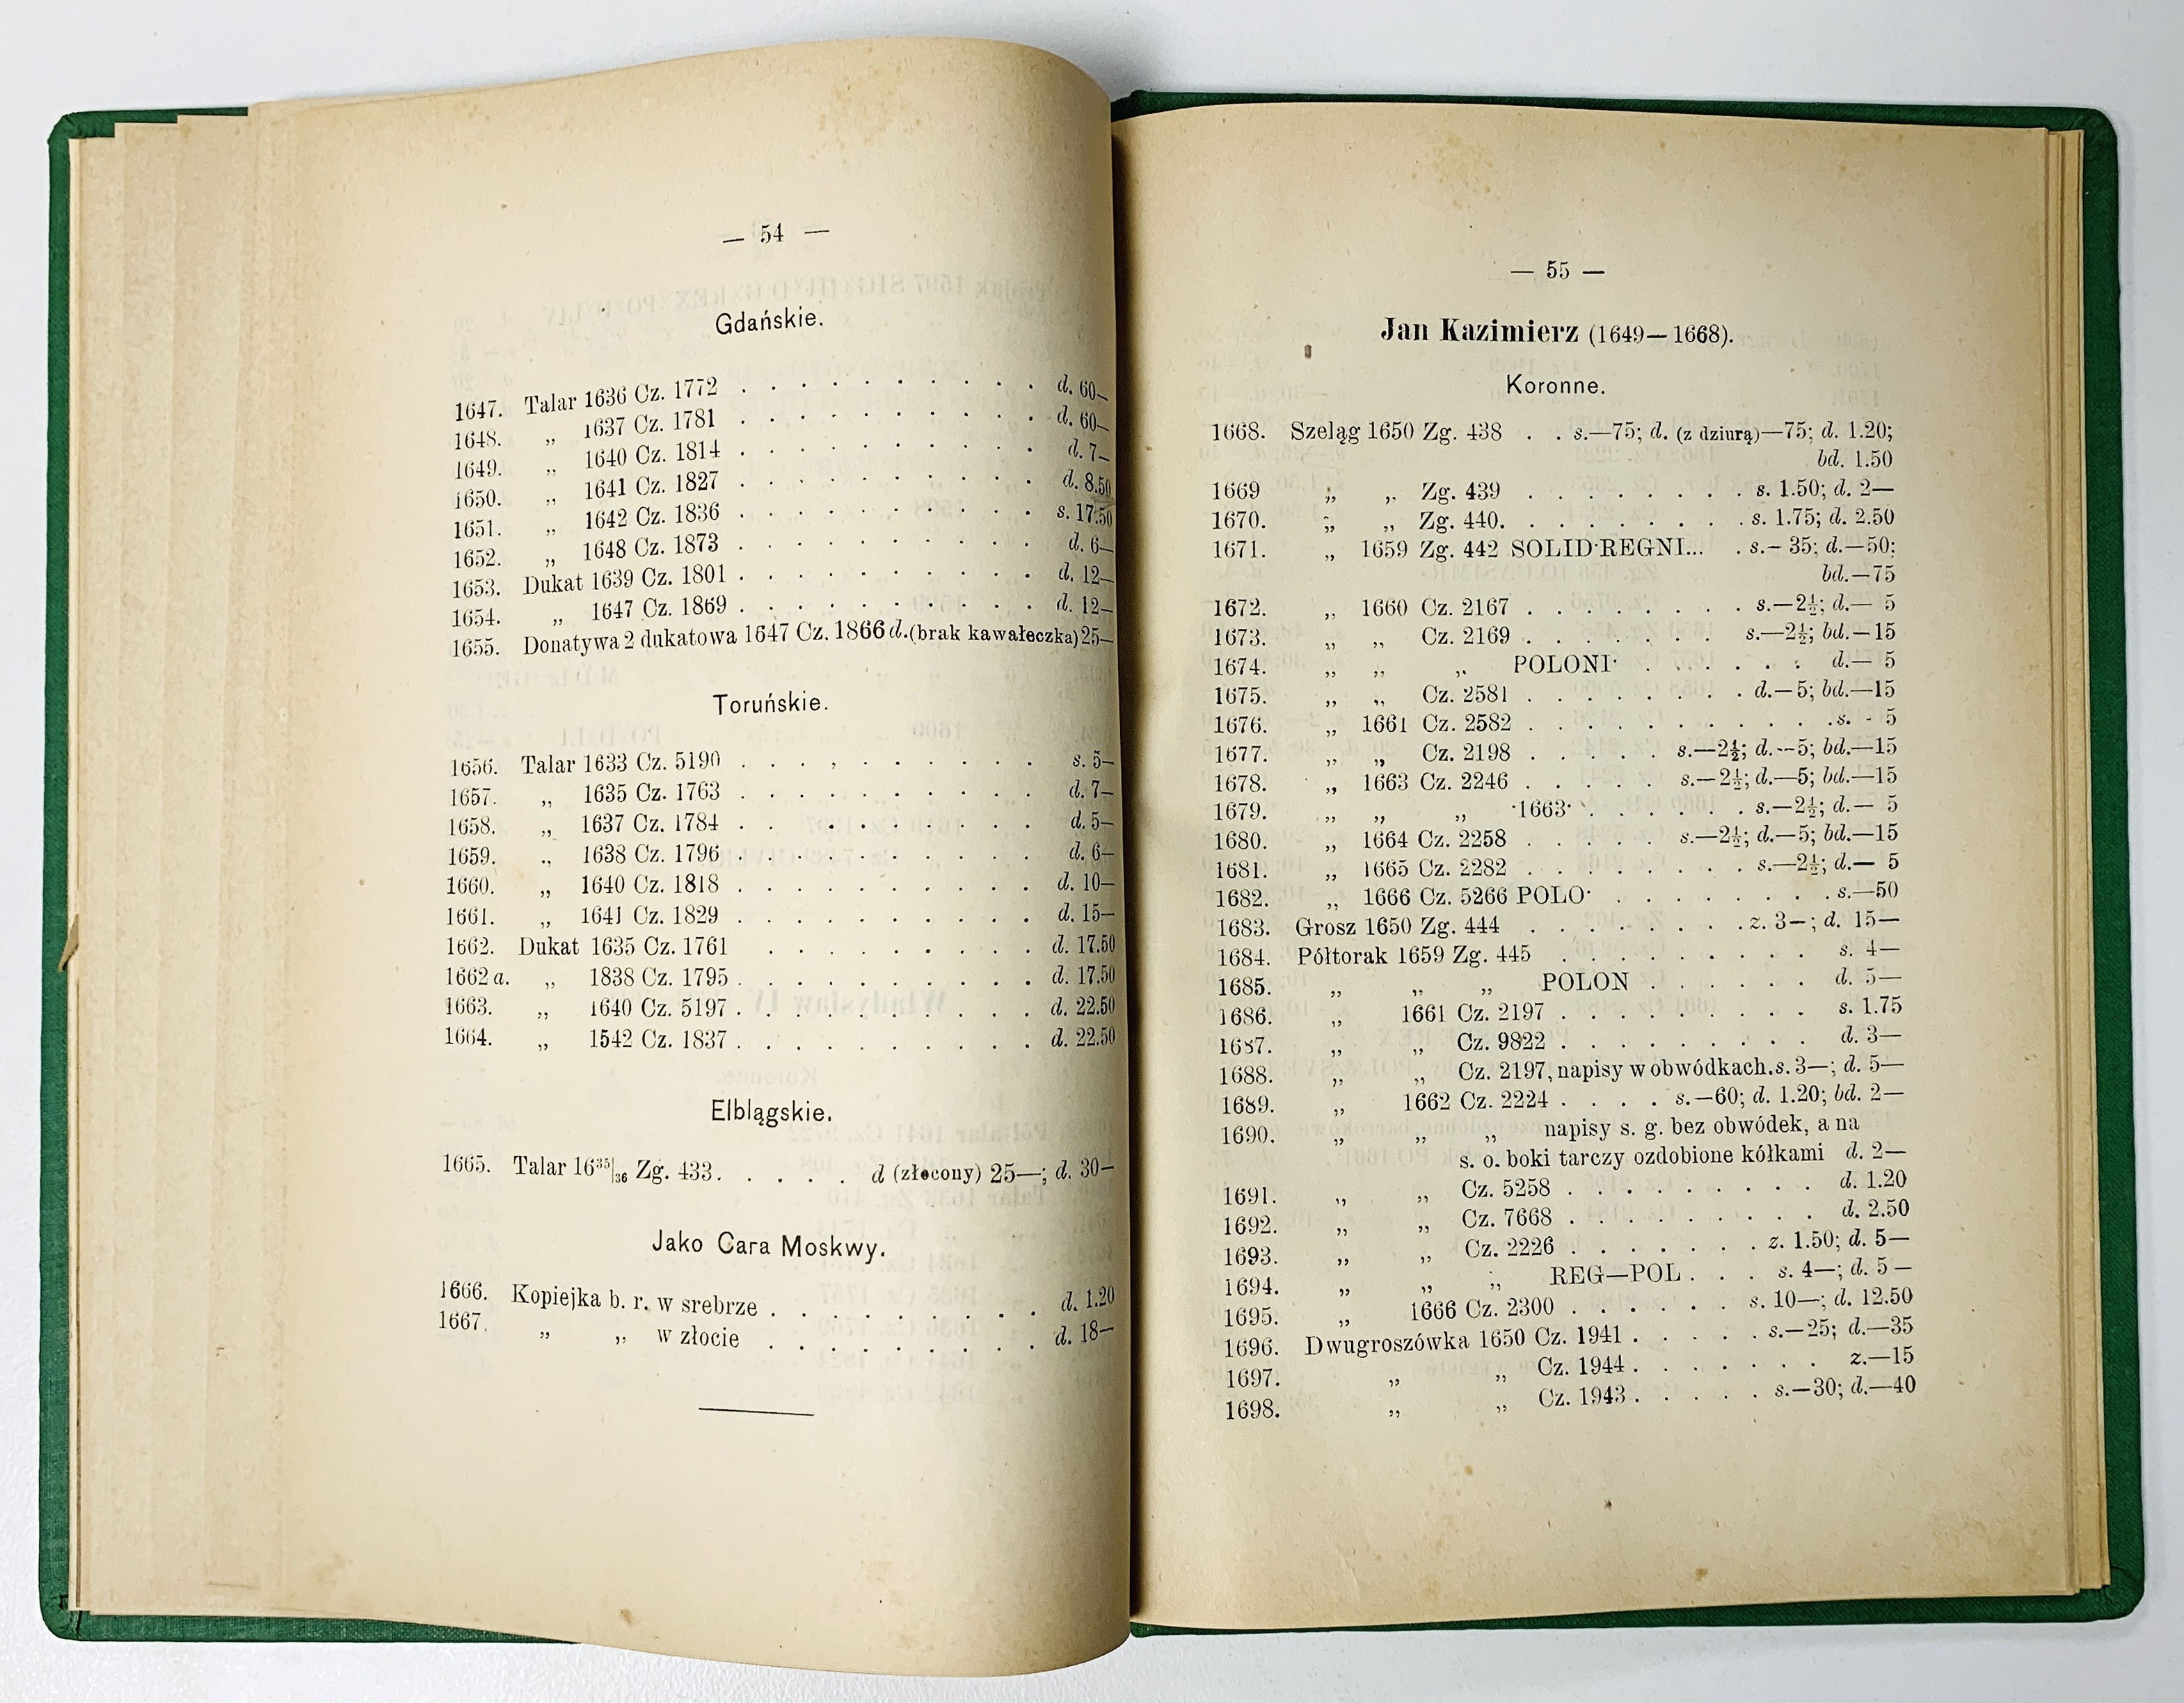 — 54 —
Gdańskie.
1647. Talar 1636 Cz. 1772 . . . . . . . . . . d. 60—
1648. „ 1637 Cz. 1781 . . . . . . . . . . d. 60—
1649. „ 1640 Cz. 1814 . . . . . . . . . . d. 7—
1650. „ 1641 Cz. 1827 . . . . . . . . . . d. 8.50
1651. „ 1642 Cz. 1836 . . . . . . . . . . s. 17.50
1652. „ 1648 Cz. 1873 . . . . . . . . . . d. 6—
1653. Dukat 1639 Cz. 1801 . . . . . . . . . . d. 12—
1654. „ 1647 Cz. 1869 . . . . . . . . . . d. 12—
1655. Donatywa 2 dukatowa 1647 Cz. 1866 d. (brak kawałeczka) 25—
Toruńskie.
1656. Talar 1633 Cz. 5190 . . . . . . . . . . s. 5—
1657. „ 1635 Cz. 1763 . . . . . . . . . . d. 7—
1658. „ 1637 Cz. 1784 . . . . . . . . . . d. 5—
1659. „ 1638 Cz. 1796 . . . . . . . . . . d. 6—
1660. „ 1640 Cz. 1818 . . . . . . . . . . d. 10—
1661. „ 1641 Cz. 1829 . . . . . . . . . . d. 15—
1662. Dukat 1635 Cz. 1761 . . . . . . . . . d. 17.50
1662 a. „ 1838 Cz. 1795 . . . . . . . . . . d. 17.50
1663. „ 1640 Cz. 5197 . . . . . . . . . . d. 22.50
1664. „ 1542 Cz. 1837 . . . . . . . . . . d. 22.50
Elblągskie.
1665. Talar 16³⁵|₃₆ Zg. 433. . . . . d (złocony) 25—; d. 30—
Jako Cara Moskwy.
1666. Kopiejka b. r. w srebrze . . . . . . . . . d. 1.20
1667. „ „ w złocie . . . . . . . . . d. 18—
— 55 —
Jan Kazimierz (1649—1668).
Koronne.
1668. Szeląg 1650 Zg. 438 . . s.—75; d. (z dziurą)—75; d. 1.20;
bd. 1.50
1669 „ „ Zg. 439 . . . . . . . . s. 1.50; d. 2—
1670. „ „ Zg. 440. . . . . . . . . s. 1.75; d. 2.50
1671. „ 1659 Zg. 442 SOLID·REGNI... . s.—35; d.—50;
bd.—75
1672. „ 1660 Cz. 2167 . . . . . . . . s.—2½; d.— 5
1673. „ „ Cz. 2169 . . . . . . . s.—2½; bd.—15
1674. „ „ „ POLONI· . . . . . . d.— 5
1675. „ „ Cz. 2581 . . . . . . . . d.—5; bd.—15
1676. „ 1661 Cz. 2582 . . . . . . . . . . . s. - 5
1677. „ „ Cz. 2198 . . . . . s.—2½; d.—5; bd.—15
1678. „ 1663 Cz. 2246 . . . . . s.—2½; d.—5; bd.—15
1679. „ „ „ ·1663· . . . . . . s.—2½; d.— 5
1680. „ 1664 Cz. 2258 . . . . . s.—2½; d.—5; bd.—15
1681. „ 1665 Cz. 2282 . . . . . . . . s.—2½; d.— 5
1682. „ 1666 Cz. 5266 POLO· . . . . . . . . s.—50
1683. Grosz 1650 Zg. 444 . . . . . . . . z. 3—; d. 15—
1684. Półtorak 1659 Zg. 445 . . . . . . . . . s. 4—
1685. „ „ „ POLON . . . . . . d. 5—
1686. „ 1661 Cz. 2197 . . . . . . . . . s. 1.75
1687. „ „ Cz. 9822 . . . . . . . . . d. 3—
1688. „ „ Cz. 2197, napisy w obwódkach. s. 3—; d. 5—
1689. „ 1662 Cz. 2224 . . . . s.—60; d. 1.20; bd. 2—
1690. „ „ „ napisy s. g. bez obwódek, a na
s. o. boki tarczy ozdobione kółkami d. 2—
1691. „ „ Cz. 5258 . . . . . . . . . d. 1.20
1692. „ „ Cz. 7668 . . . . . . . . . d. 2.50
1693. „ „ Cz. 2226 . . . . . . . z. 1.50; d. 5—
1694. „ „ „ REG—POL . . . s. 4—; d. 5 —
1695. „ 1666 Cz. 2300 . . . . . . s. 10—; d. 12.50
1696. Dwugroszówka 1650 Cz. 1941 . . . . . s.—25; d.—35
1697. „ „ Cz. 1944 . . . . . . . z.—15
1698. „ „ Cz. 1943 . . . . . s.—30; d.—40